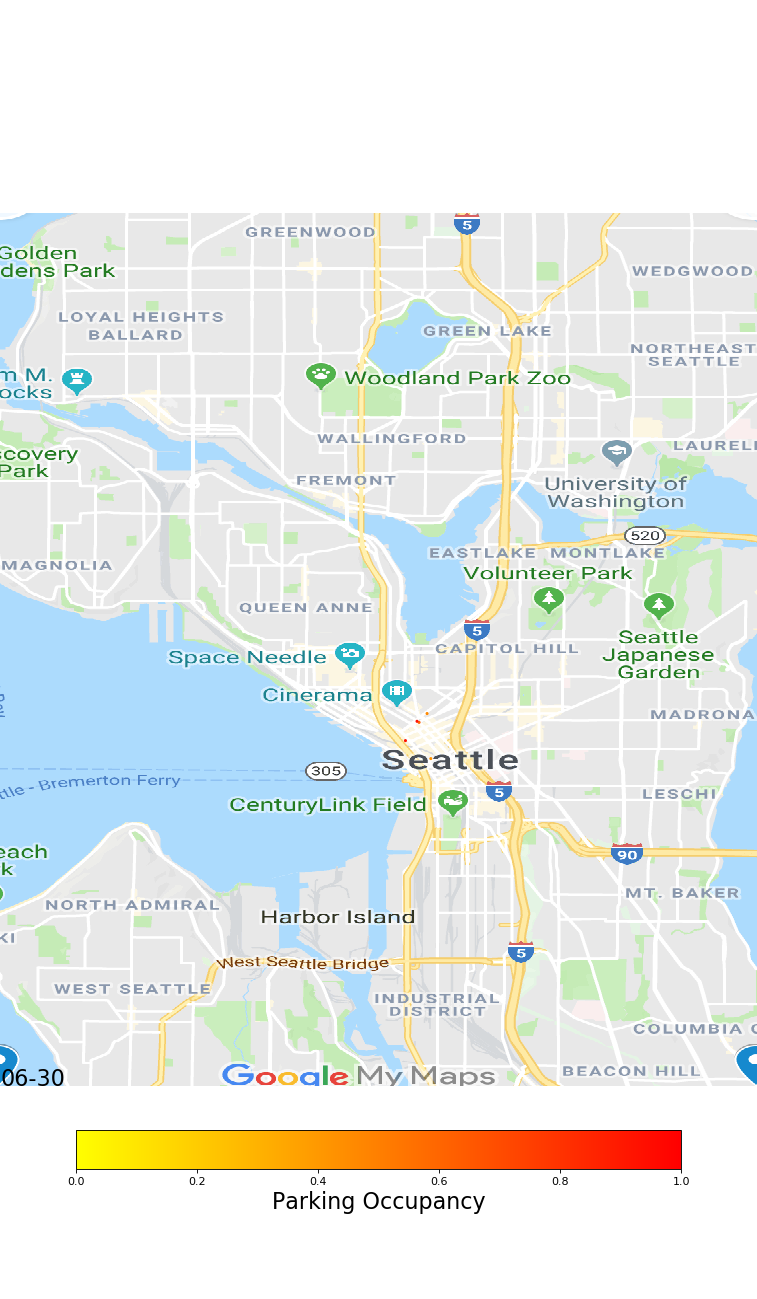 GREENWOOD
5
Golden
dens Park
WEDGWOOD
LOYAL HEIGHTS
BALLARD
GREEN LAKE
NORTHEAST
SEATTLE
m M.
ocks
Woodland Park Zoo
WALLINGFORD
LAURELH
scovery
Park
FREMONT
University of
Washington
520
EASTLAKE
MONTLAKE
MAGNOLIA
Volunteer Park
QUEEN ANNE
5
Seattle
Japanese
Garden
CAPITOL HILL
Space Needle
Cinerama
MADRONA
Seattle
305
ttle - Bremerton Ferry
5
LESCHI
CenturyLink Field
each
k
90
MT. BAKER
NORTH ADMIRAL
Harbor Island
KI
5
West Seattle Bridge
WEST SEATTLE
INDUSTRIAL
DISTRICT
COLUMBIA C
BEACON HILL
06-30
Google My Maps
0.0 0.2 0.4 0.6 0.8 1.0
Parking Occupancy